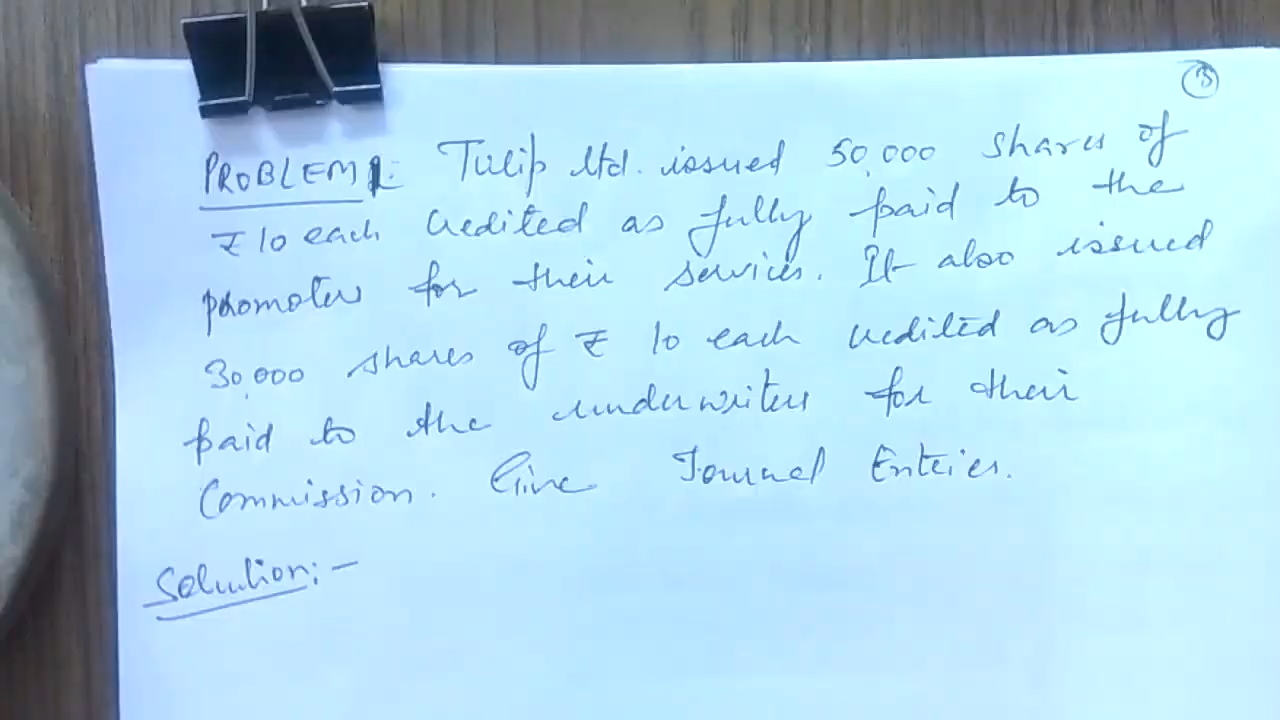 15
PROBLEM 1:- Tulip Ltd. issued 50,000 shares of
₹ 10 each credited as fully paid to the
promoters for their services. It also issued
30,000 shares of ₹ 10 each credited as fully
paid to the underwriters for their
Commission. Give Journal Entries.
Solution:-